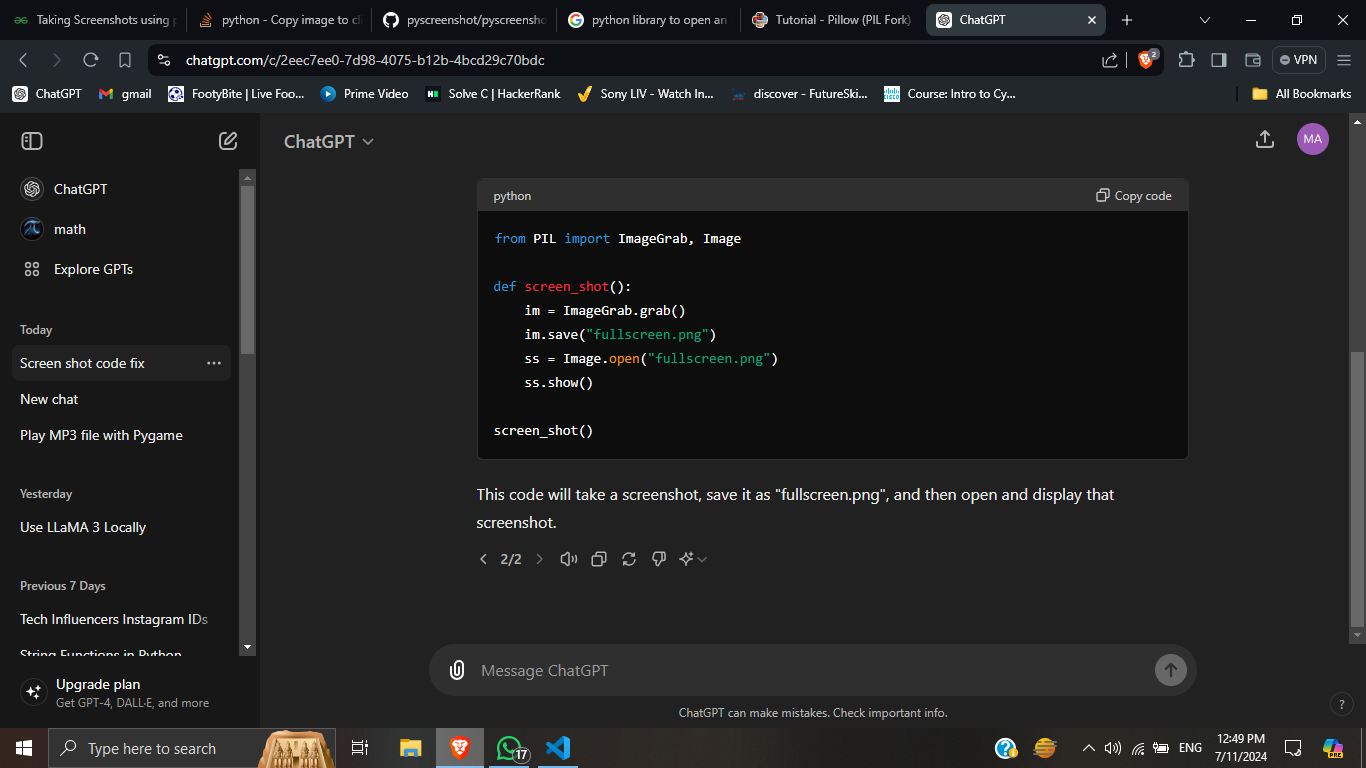 Taking Screenshots using p
python - Copy image to cli
pyscreenshot/pyscreensho
python library to open an
Tutorial - Pillow (PIL Fork)
ChatGPT
chatgpt.com/c/2eec7ee0-7d98-4075-b12b-4bcd29c70bdc
2
VPN
ChatGPT
gmail
FootyBite | Live Foo...
Prime Video
Solve C | HackerRank
Sony LIV - Watch In...
discover - FutureSki...
Course: Intro to Cy...
All Bookmarks
ChatGPT
math
Explore GPTs
Today
Screen shot code fix
New chat
Play MP3 file with Pygame
Yesterday
Use LLaMA 3 Locally
Previous 7 Days
Tech Influencers Instagram IDs
String Functions in Python
Upgrade plan
Get GPT-4, DALL·E, and more
ChatGPT
MA
python
Copy code
from PIL import ImageGrab, Image
def screen_shot():
im = ImageGrab.grab()
im.save("fullscreen.png")
ss = Image.open("fullscreen.png")
ss.show()
screen_shot()
This code will take a screenshot, save it as "fullscreen.png", and then open and display that
screenshot.
2/2
Message ChatGPT
ChatGPT can make mistakes. Check important info.
?
Type here to search
17
ENG
12:49 PM
7/11/2024
PRE